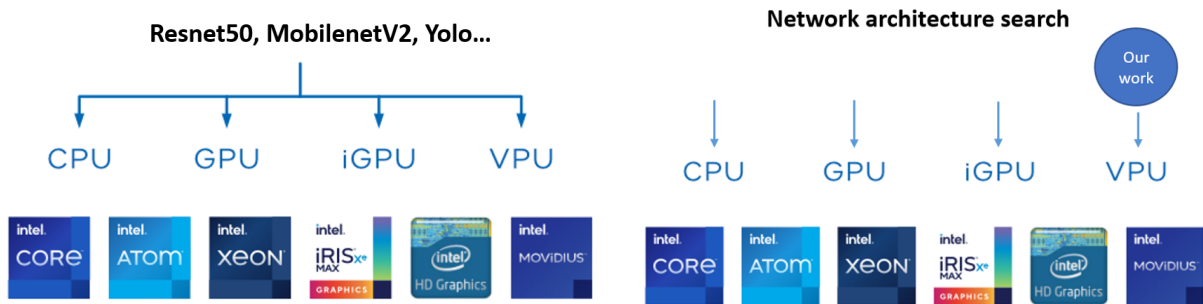 Resnet50, MobilenetV2, Yolo...
CPU GPU iGPU VPU
intel. CORE
intel. ATOM
intel. XEON
intel. iRIS Xe MAX GRAPHICS
intel HD Graphics
intel. MOVIDIUS
Network architecture search
Our
work
CPU GPU iGPU VPU
intel. CORE
intel. ATOM
intel. XEON
intel. iRIS Xe MAX GRAPHICS
intel HD Graphics
intel. MOVIDIUS